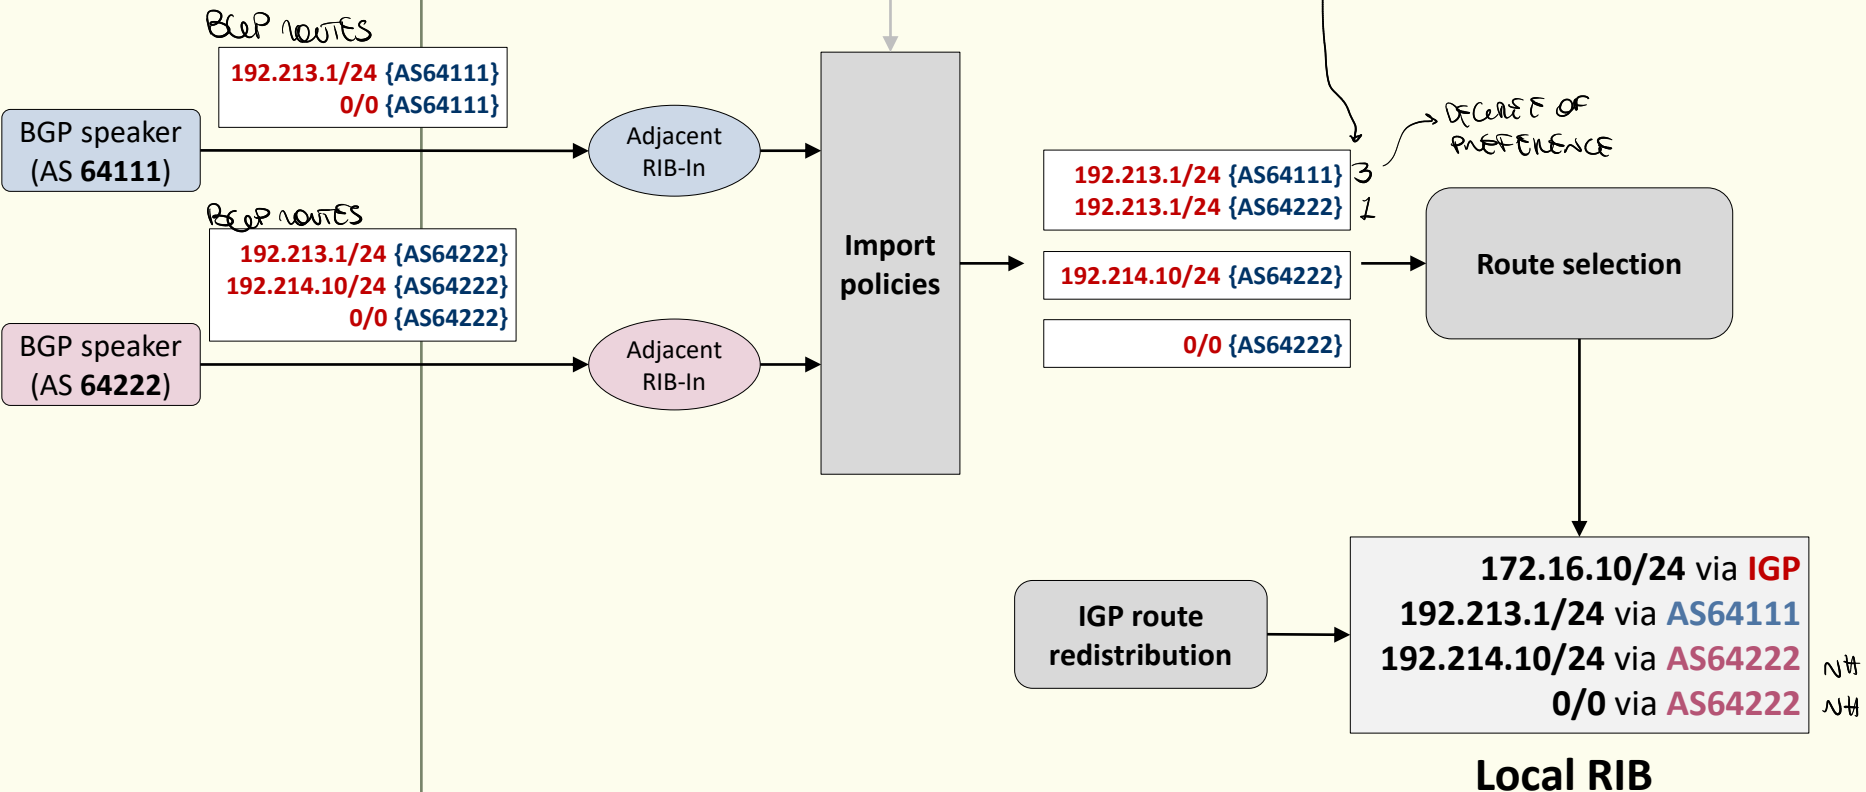 BGP ROUTES
192.213.1/24 {AS64111}
0/0 {AS64111}
BGP speaker
(AS 64111)
Adjacent
RIB-In
BGP ROUTES
192.213.1/24 {AS64222}
192.214.10/24 {AS64222}
0/0 {AS64222}
BGP speaker
(AS 64222)
Adjacent
RIB-In
Import
policies
DEGREE OF
PREFERENCE
192.213.1/24 {AS64111} 3
192.213.1/24 {AS64222} 1
192.214.10/24 {AS64222}
0/0 {AS64222}
Route selection
IGP route
redistribution
172.16.10/24 via IGP
192.213.1/24 via AS64111
192.214.10/24 via AS64222 NH
0/0 via AS64222 NH
Local RIB